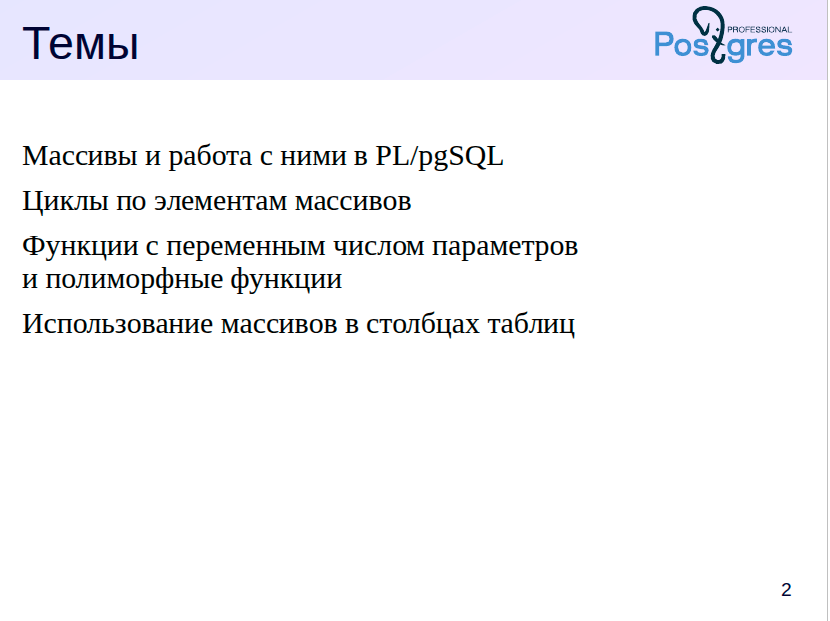 Темы
PROFESSIONAL
Postgres
Массивы и работа с ними в PL/pgSQL
Циклы по элементам массивов
Функции с переменным числом параметров
и полиморфные функции
Использование массивов в столбцах таблиц
2